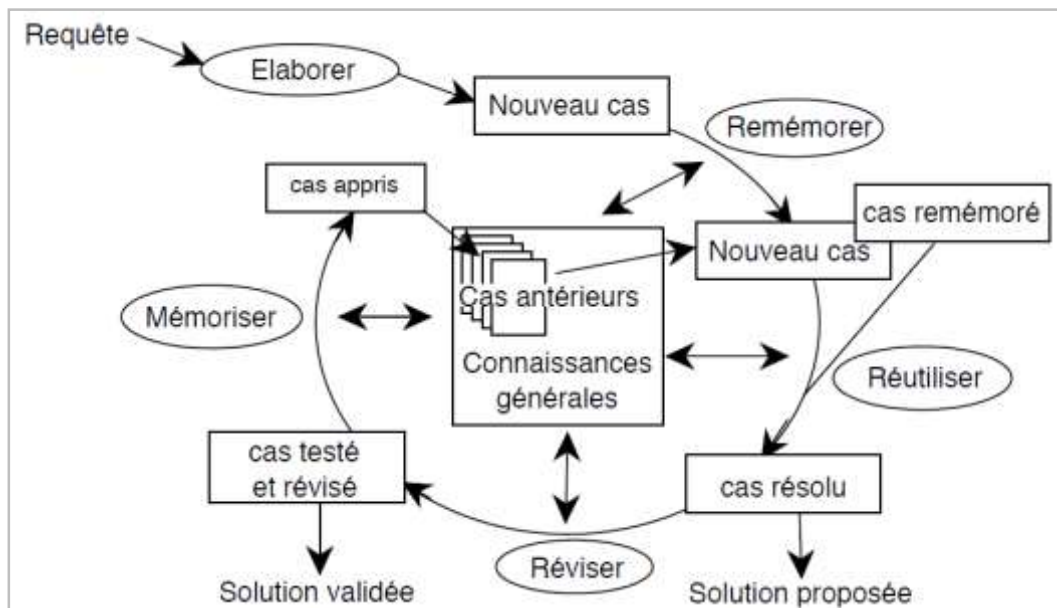 Requête
Elaborer
Nouveau cas
Remémorer
cas appris
cas remémoré
Nouveau cas
Cas antérieurs
Mémoriser
Connaissances
générales
Réutiliser
cas testé
et révisé
cas résolu
Réviser
Solution validée
Solution proposée